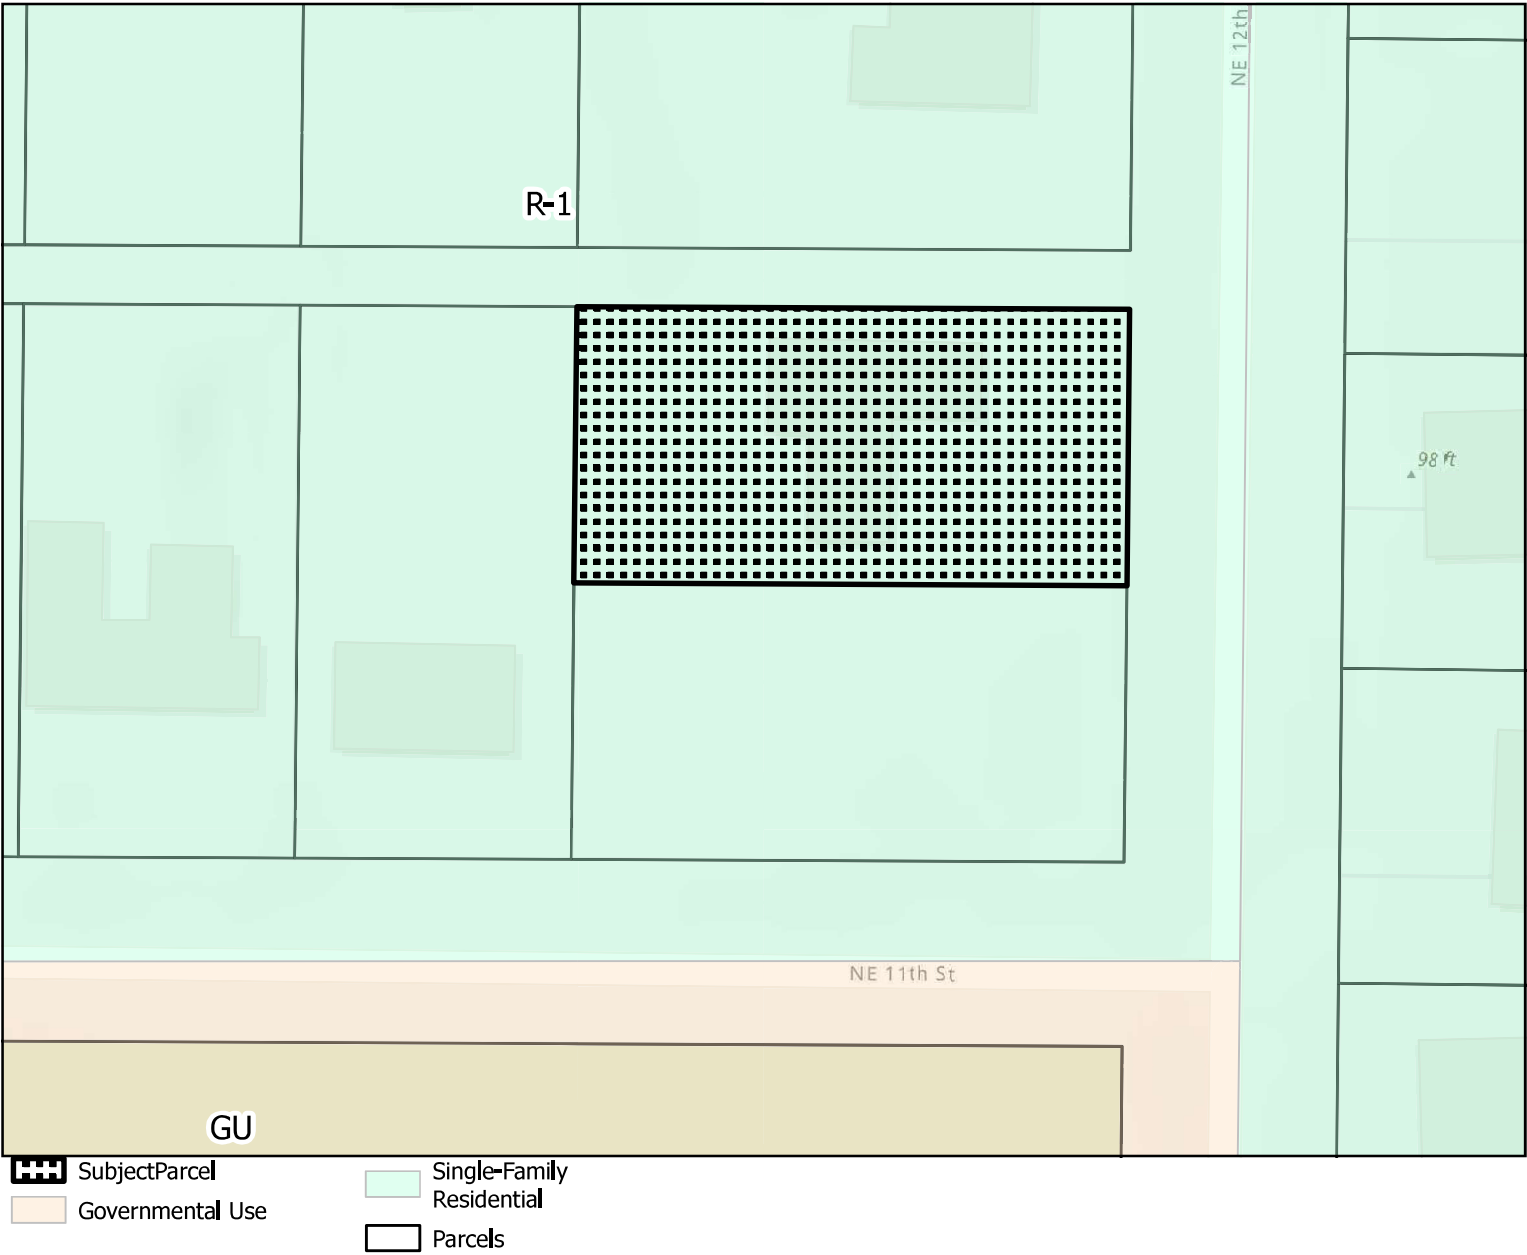 NE 12th
R-1
98 ft
NE 11th St
GU
SubjectParcel
Governmental Use
Single-Family
Residential
Parcels